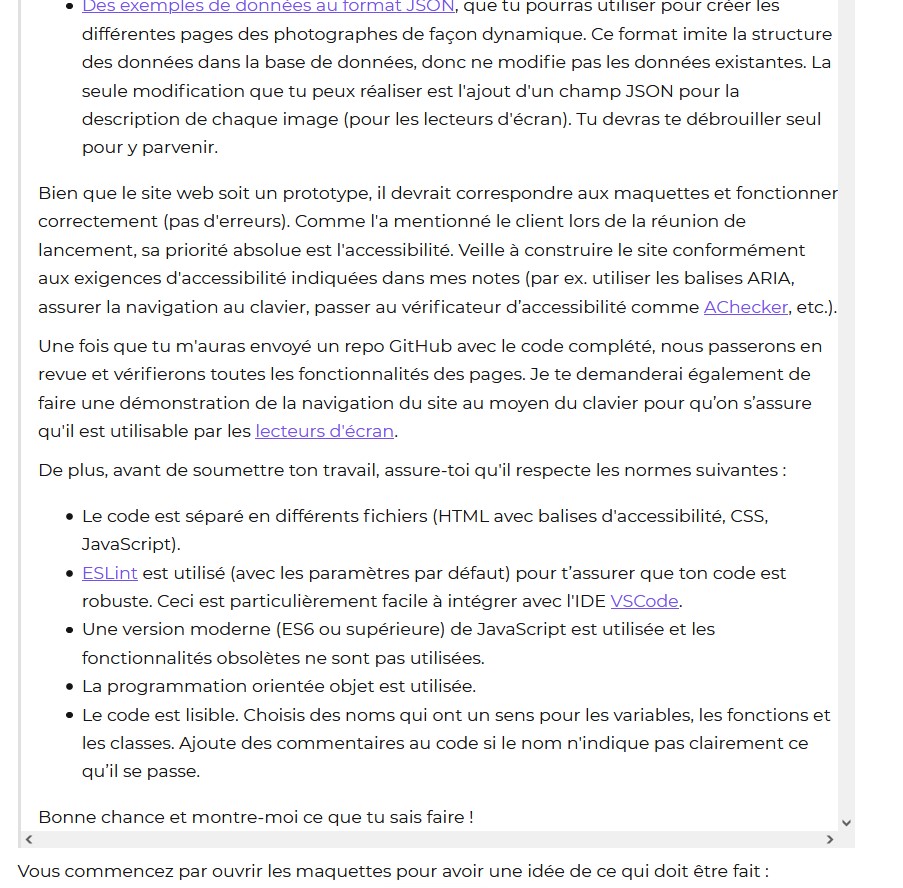 Des exemples de données au format JSON, que tu pourras utiliser pour créer les
différentes pages des photographes de façon dynamique. Ce format imite la structure
des données dans la base de données, donc ne modifie pas les données existantes. La
seule modification que tu peux réaliser est l'ajout d'un champ JSON pour la
description de chaque image (pour les lecteurs d'écran). Tu devras te débrouiller seul
pour y parvenir.
Bien que le site web soit un prototype, il devrait correspondre aux maquettes et fonctionner
correctement (pas d'erreurs). Comme l'a mentionné le client lors de la réunion de
lancement, sa priorité absolue est l'accessibilité. Veille à construire le site conformément
aux exigences d'accessibilité indiquées dans mes notes (par ex. utiliser les balises ARIA,
assurer la navigation au clavier, passer au vérificateur d’accessibilité comme AChecker, etc.).
Une fois que tu m'auras envoyé un repo GitHub avec le code complété, nous passerons en
revue et vérifierons toutes les fonctionnalités des pages. Je te demanderai également de
faire une démonstration de la navigation du site au moyen du clavier pour qu’on s’assure
qu'il est utilisable par les lecteurs d'écran.
De plus, avant de soumettre ton travail, assure-toi qu'il respecte les normes suivantes :
• Le code est séparé en différents fichiers (HTML avec balises d'accessibilité, CSS,
JavaScript).
• ESLint est utilisé (avec les paramètres par défaut) pour t’assurer que ton code est
robuste. Ceci est particulièrement facile à intégrer avec l'IDE VSCode.
• Une version moderne (ES6 ou supérieure) de JavaScript est utilisée et les
fonctionnalités obsolètes ne sont pas utilisées.
• La programmation orientée objet est utilisée.
• Le code est lisible. Choisis des noms qui ont un sens pour les variables, les fonctions et
les classes. Ajoute des commentaires au code si le nom n'indique pas clairement ce
qu’il se passe.
Bonne chance et montre-moi ce que tu sais faire !
Vous commencez par ouvrir les maquettes pour avoir une idée de ce qui doit être fait :